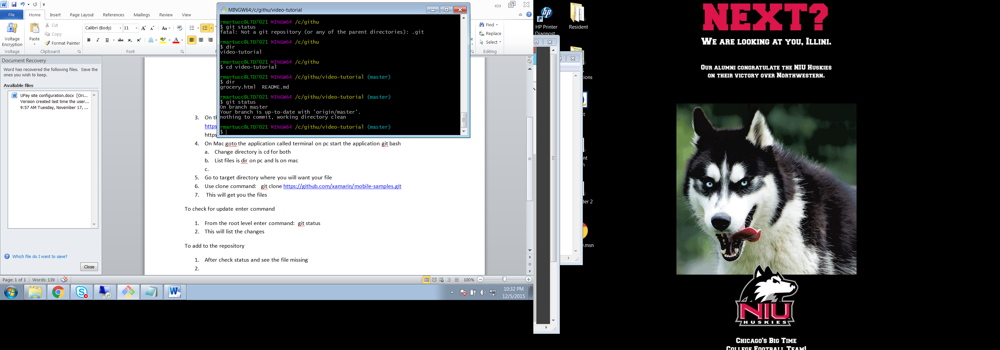 File
Home
Insert
Page Layout
References
Mailings
Review
View
Voltage
Encryption
Voltage
Paste
Cut
Copy
Format Painter
Clipboard
Calibri (Body)
11
Font
Find
Replace
Select
Editing
MINGW64:/c/githu/video-tutorial
rmartucc@LTD7021 MINGW64 /c/githu
$ git status
fatal: Not a git repository (or any of the parent directories): .git
rmartucc@LTD7021 MINGW64 /c/githu
$ dir
video-tutorial
rmartucc@LTD7021 MINGW64 /c/githu
$ cd video-tutorial
rmartucc@LTD7021 MINGW64 /c/githu/video-tutorial (master)
$ dir
grocery.html  README.md
rmartucc@LTD7021 MINGW64 /c/githu/video-tutorial (master)
$ git status
On branch master
Your branch is up-to-date with 'origin/master'.
nothing to commit, working directory clean
rmartucc@LTD7021 MINGW64 /c/githu/video-tutorial (master)
$
Document Recovery
Word has recovered the following files. Save the
ones you wish to keep.
Available files
UPay site configuration.docx [Ori...
Version created last time the user...
9:57 AM Tuesday, November 17, ...
Which file do I want to save?
Close
3. On th
https
https
4. On Mac goto the application called terminal on pc start the application git bash
a. Change directory is cd for both
b. List files is dir on pc and ls on mac
c.
5. Go to target directory where you will want your file
6. Use clone command: git clone https://github.com/xamarin/mobile-samples.git
7. This will get you the files
To check for update enter command
1. From the root level enter command: git status
2. This will list the changes
To add to the repository
1. After check status and see the file missing
2.
Page: 1 of 1
Words: 139
100%
10:32 PM
12/5/2015
HP Printer
Diagnost...
Resident
ions
st
nt
der 2
.msn
NEXT?
WE ARE LOOKING AT YOU, ILLINI.
OUR ALUMNI CONGRATULATE THE NIU HUSKIES
ON THEIR VICTORY OVER NORTHWESTERN.
NIU
HUSKIES
CHICAGO'S BIG TIME
COLLEGE FOOTBALL TEAM!